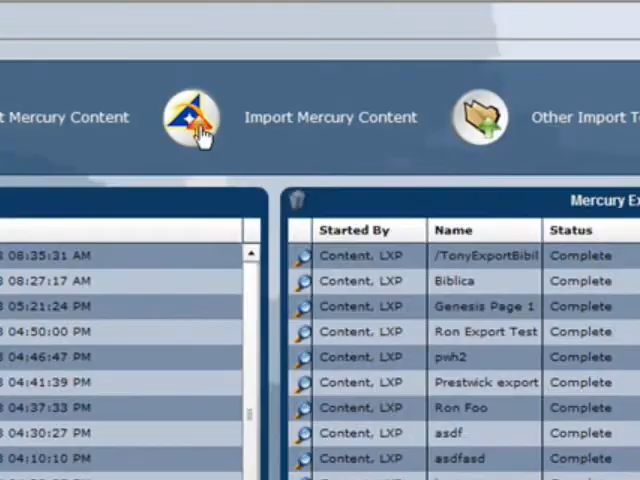 t Mercury Content
Import Mercury Content
Other Import T
Mercury Ex
Started By Name Status
8 08:35:31 AM Content, LXP /TonyExportBibl Complete
8 08:27:17 AM Content, LXP Biblica Complete
8 05:21:24 PM Content, LXP Genesis Page 1 Complete
8 04:50:00 PM Content, LXP Ron Export Test Complete
8 04:46:47 PM Content, LXP pwh2 Complete
8 04:41:39 PM Content, LXP Prestwick export Complete
8 04:37:33 PM Content, LXP Ron Foo Complete
8 04:30:27 PM Content, LXP asdf Complete
8 04:10:10 PM Content, LXP asdfasd Complete